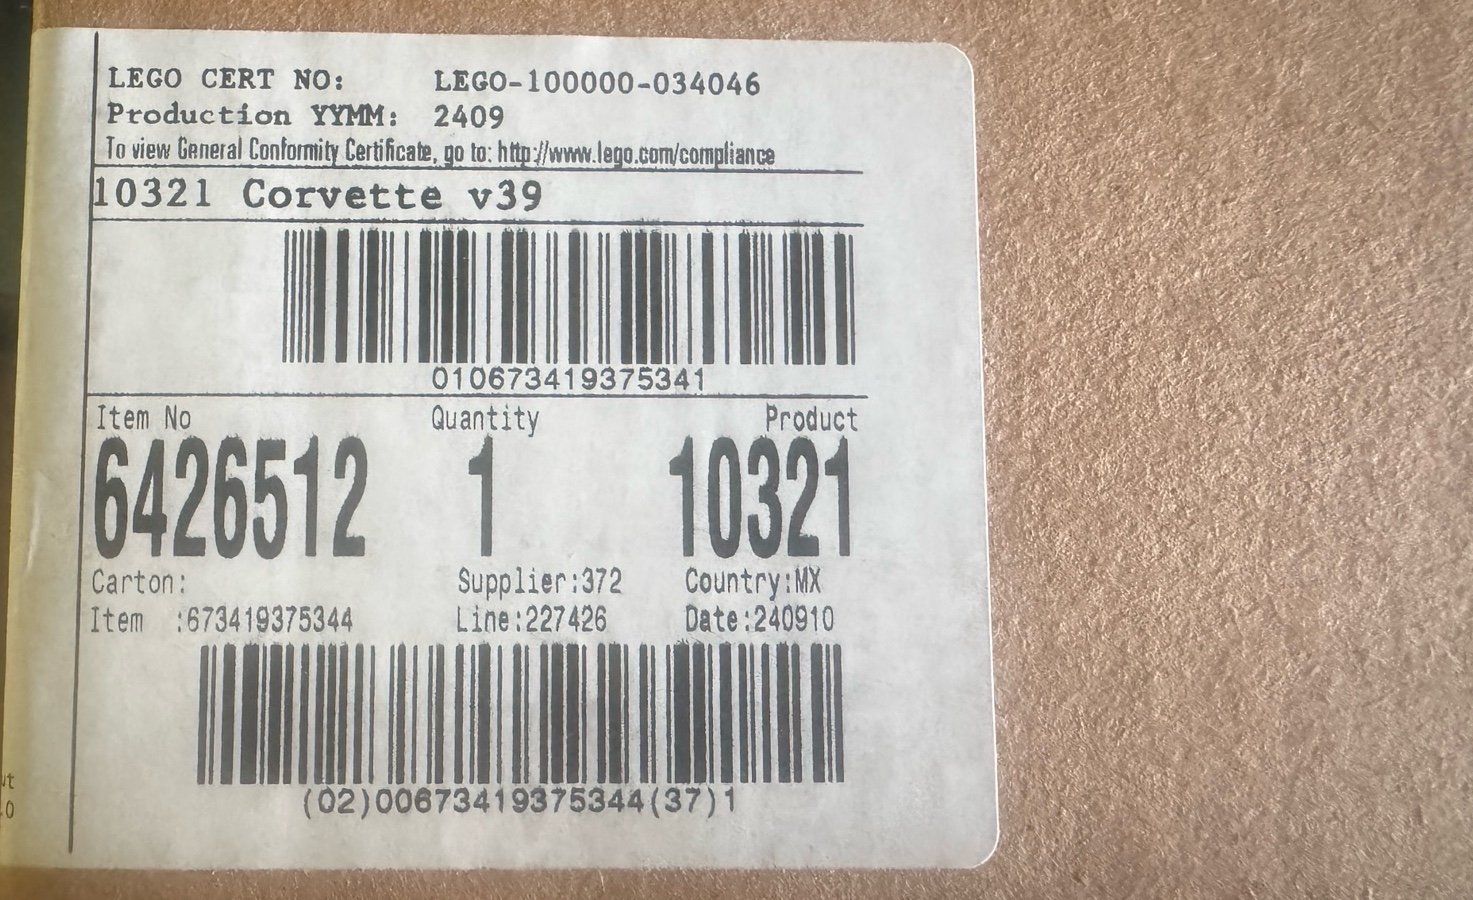 LEGO CERT NO: LEGO-100000-034046
Production YYMM: 2409
To view General Conformity Certificate, go to: http://www.lego.com/compliance
10321 Corvette v39
010673419375341
Item No Quantity Product
6426512 1 10321
Carton: Supplier:372 Country:MX
Item :673419375344 Line:227426 Date:240910
(02)00673419375344(37)1